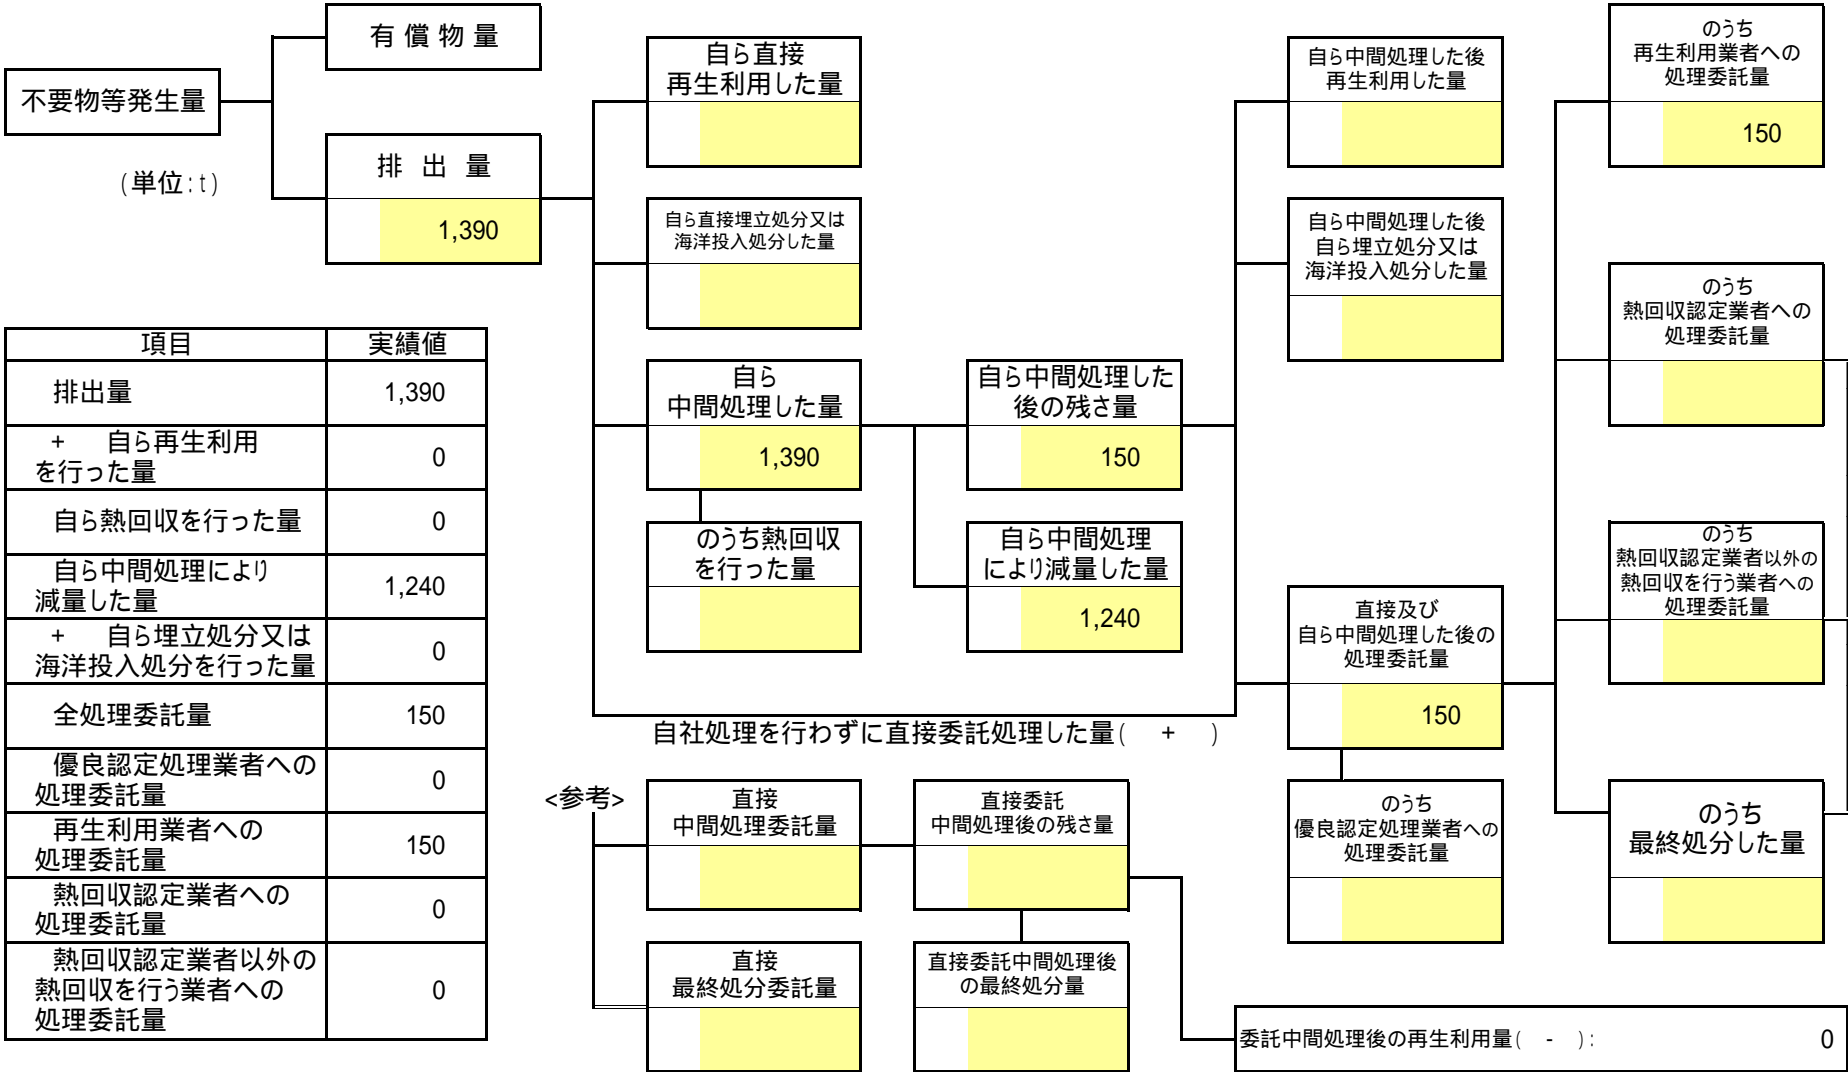 有 償 物 量
不要物等発生量
(単位:t)
排 出 量
1,390
自ら直接
再生利用した量
自ら直接埋立処分又は
海洋投入処分した量
自ら
中間処理した量
1,390
のうち熱回収
を行った量
自ら中間処理した
後の残さ量
150
自ら中間処理
により減量した量
1,240
自ら中間処理した後
再生利用した量
自ら中間処理した後
自ら埋立処分又は
海洋投入処分した量
直接及び
自ら中間処理した後の
処理委託量
150
のうち
優良認定処理業者への
処理委託量
のうち
再生利用業者への
処理委託量
150
のうち
熱回収認定業者への
処理委託量
のうち
熱回収認定業者以外の
熱回収を行う業者への
処理委託量
のうち
最終処分した量
自社処理を行わずに直接委託処理した量( + )
項目 実績値
排出量 1,390
+ 自ら再生利用
を行った量 0
自ら熱回収を行った量 0
自ら中間処理により
減量した量 1,240
+ 自ら埋立処分又は
海洋投入処分を行った量 0
全処理委託量 150
優良認定処理業者への
処理委託量 0
再生利用業者への
処理委託量 150
熱回収認定業者への
処理委託量 0
熱回収認定業者以外の
熱回収を行う業者への
処理委託量 0
<参考>
直接
中間処理委託量
直接委託
中間処理後の残さ量
直接
最終処分委託量
直接委託中間処理後
の最終処分量
委託中間処理後の再生利用量( - ): 0